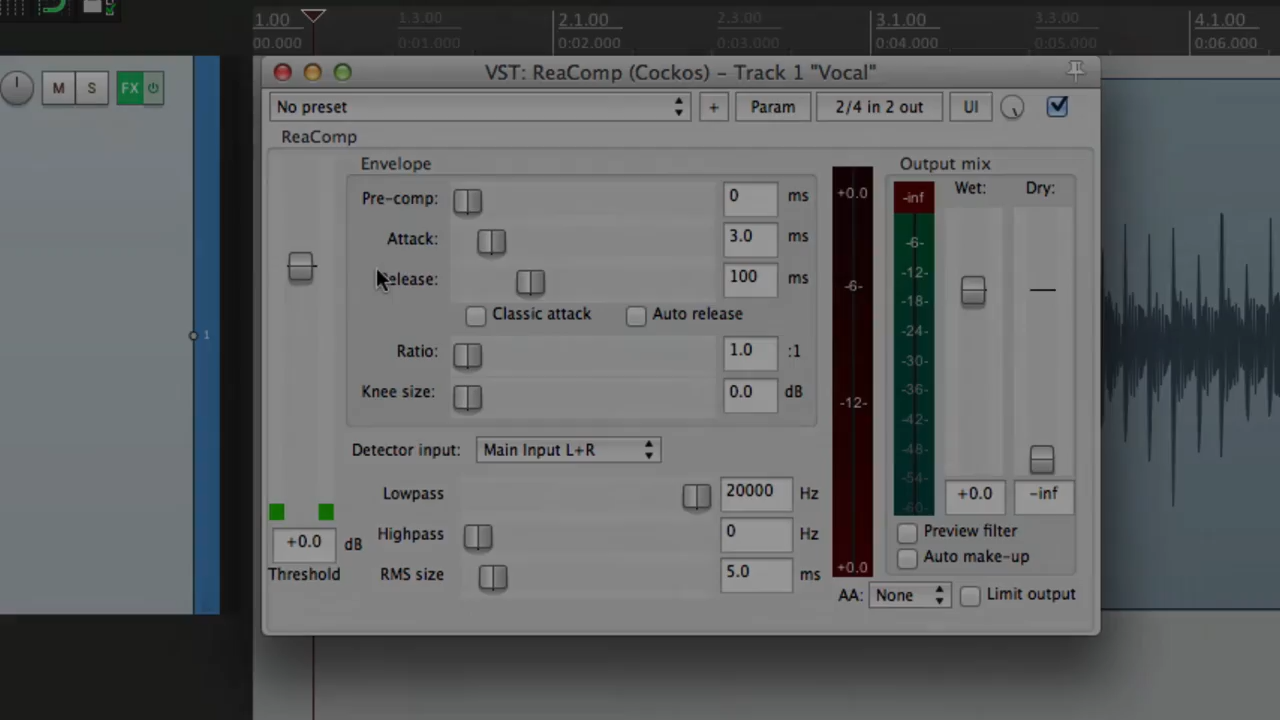 1.00 1.3.00 2.1.00 2.3.00 3.1.00 3.3.00 4.1.00
00.000 0:01.000 0:02.000 0:03.000 0:04.000 0:05.000 0:06.000
VST: ReaComp (Cockos) – Track 1 "Vocal"
M S FX
No preset + Param 2/4 in 2 out UI
ReaComp
Envelope Output mix
Pre-comp: 0 ms +0.0 -inf Wet: Dry:
Attack: 3.0 ms -6-
Release: 100 ms -6- -12-
-18-
Classic attack Auto release -24-
1
Ratio: 1.0 :1 -30-
Knee size: 0.0 dB -12- -36-
-42-
Detector input: Main Input L+R -48-
-54-
Lowpass 20000 Hz +0.0 -inf
-60-
Highpass 0 Hz Preview filter
+0.0 dB Auto make-up
Threshold RMS size 5.0 ms +0.0
AA: None Limit output